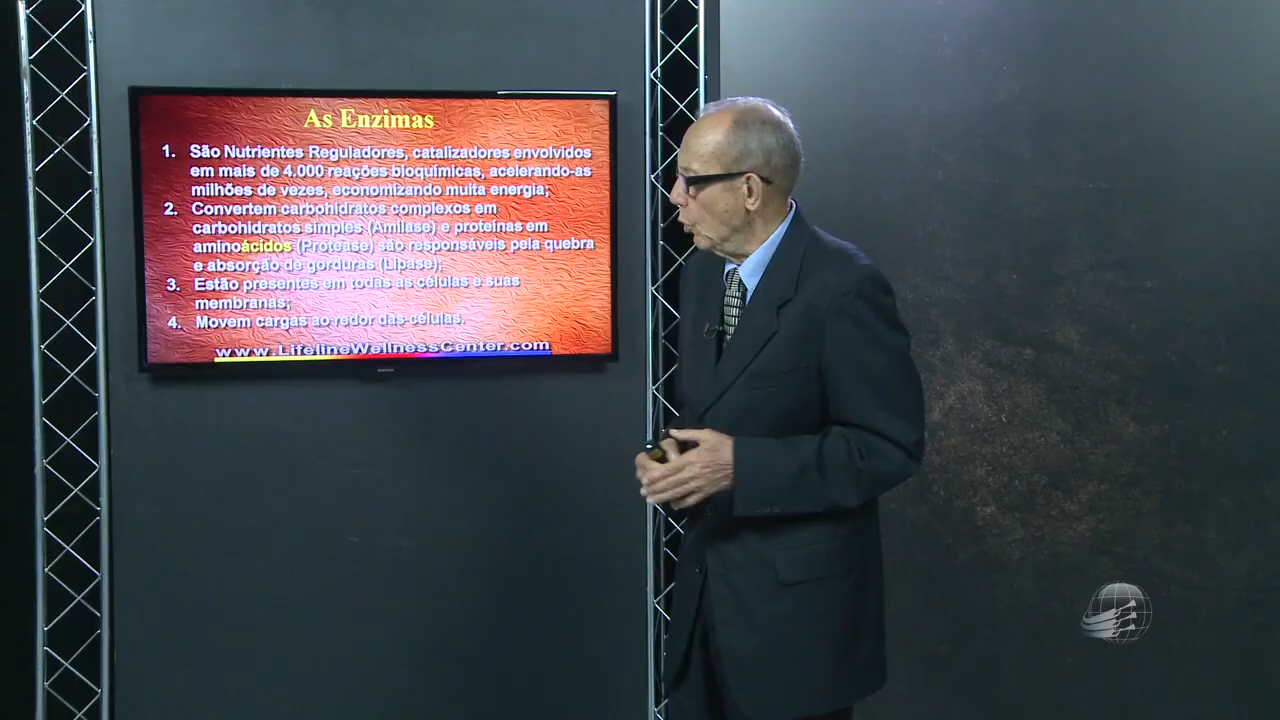 As Enzimas
1. São Nutrientes Reguladores, catalizadores envolvidos
em mais de 4.000 reações bioquímicas, acelerando-as
milhões de vezes, economizando muita energia;
2. Convertem carbohidratos complexos em
carbohidratos simples (Amilase) e proteínas em
aminoácidos (Protease) são responsáveis pela quebra
e absorção de gorduras (Lipase);
3. Estão presentes em todas as células e suas
membranas;
4. Movem cargas ao redor das células.
www.LifelineWellnessCenter.com
SAMSUNG